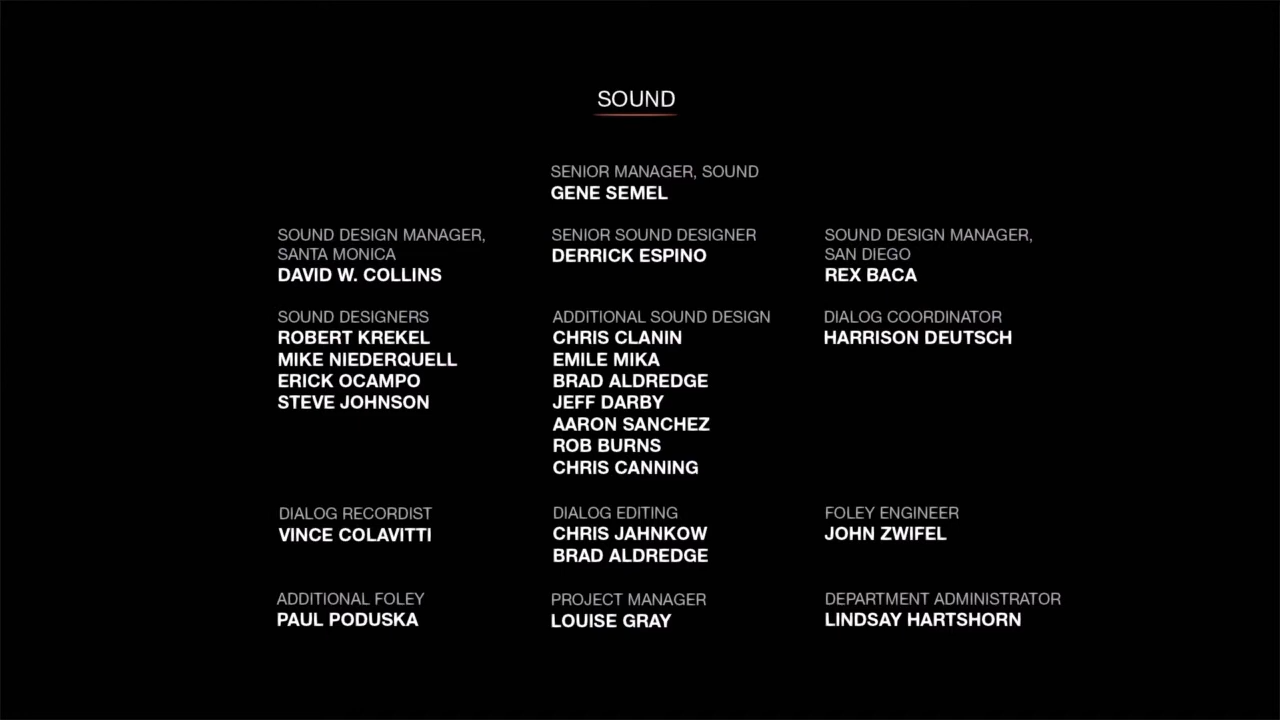 SOUND
SENIOR MANAGER, SOUND
GENE SEMEL
SOUND DESIGN MANAGER,
SANTA MONICA
DAVID W. COLLINS
SENIOR SOUND DESIGNER
DERRICK ESPINO
SOUND DESIGN MANAGER,
SAN DIEGO
REX BACA
SOUND DESIGNERS
ROBERT KREKEL
MIKE NIEDERQUELL
ERICK OCAMPO
STEVE JOHNSON
ADDITIONAL SOUND DESIGN
CHRIS CLANIN
EMILE MIKA
BRAD ALDREDGE
JEFF DARBY
AARON SANCHEZ
ROB BURNS
CHRIS CANNING
DIALOG COORDINATOR
HARRISON DEUTSCH
DIALOG RECORDIST
VINCE COLAVITTI
DIALOG EDITING
CHRIS JAHNKOW
BRAD ALDREDGE
FOLEY ENGINEER
JOHN ZWIFEL
ADDITIONAL FOLEY
PAUL PODUSKA
PROJECT MANAGER
LOUISE GRAY
DEPARTMENT ADMINISTRATOR
LINDSAY HARTSHORN